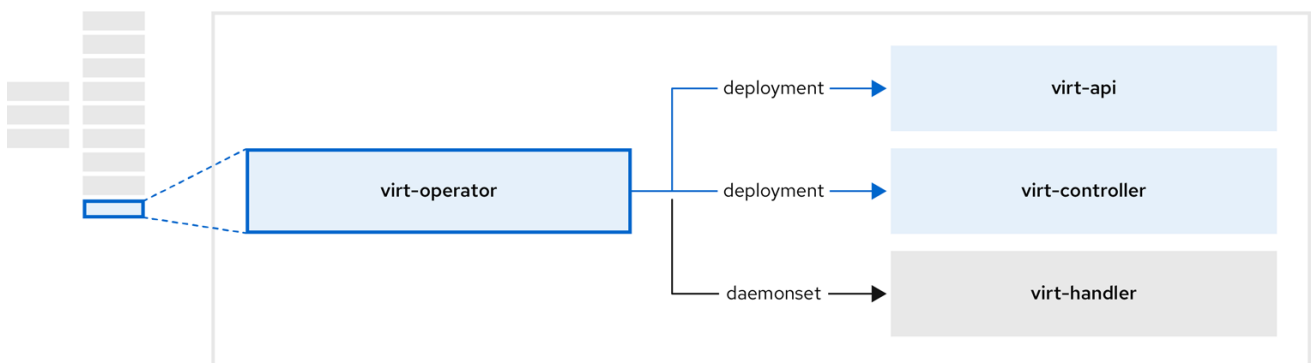 deployment
virt-api
virt-operator
deployment
virt-controller
daemonset
virt-handler